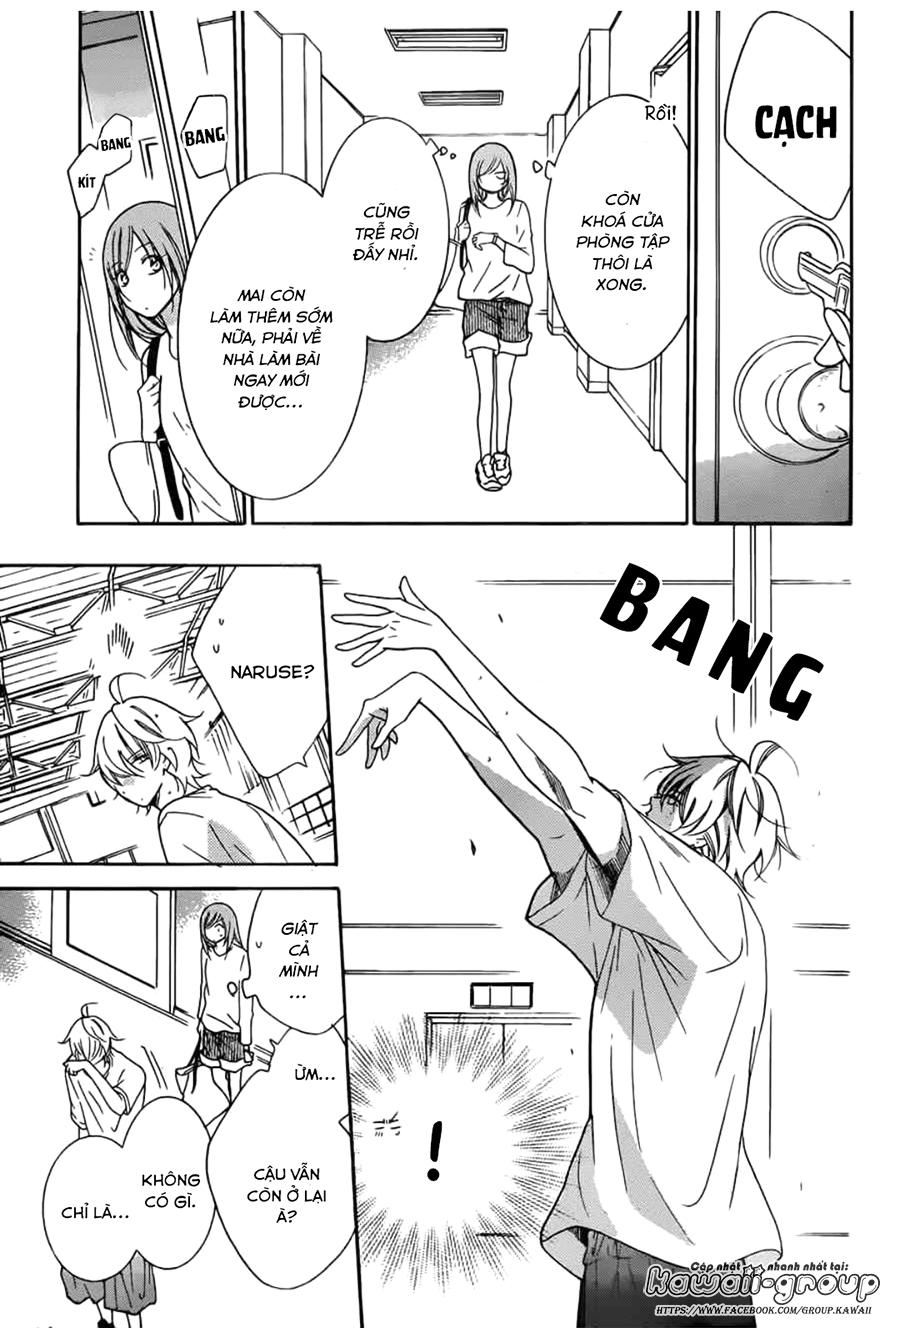 CẠCH
Rồi!
CÒN
KHOÁ CỬA
PHÒNG TẬP
THÔI LÀ
XONG.
CŨNG
TRỄ RỒI
ĐẤY NHỈ.
MAI CÒN
LÀM THÊM SỚM
NỮA, PHẢI VỀ
NHÀ LÀM BÀI
NGAY MỚI
ĐƯỢC...
BANG
BANG
KÍT
BANG
NARUSE?
!
GIẬT
CẢ
MÌNH
...
ỪM...
CẬU VẪN
CÒN Ở LẠI
À?
KHÔNG
CÓ GÌ.
CHỈ LÀ...
Cập nhật nhanh nhất tại:
kawaii-group
HTTPS://WWW.FACEBOOK.COM/GROUP.KAWAII